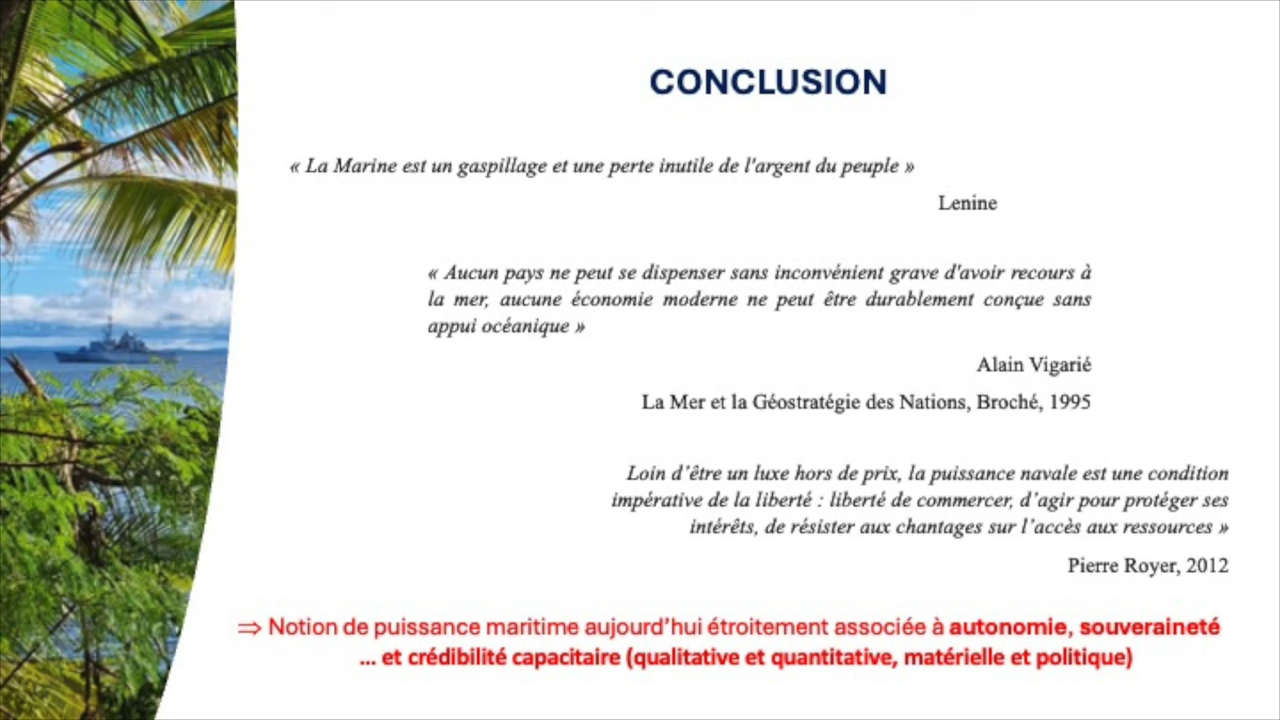 CONCLUSION
« La Marine est un gaspillage et une perte inutile de l'argent du peuple »
Lenine
« Aucun pays ne peut se dispenser sans inconvénient grave d'avoir recours à
la mer, aucune économie moderne ne peut être durablement conçue sans
appui océanique »
Alain Vigarié
La Mer et la Géostratégie des Nations, Broché, 1995
Loin d’être un luxe hors de prix, la puissance navale est une condition
impérative de la liberté : liberté de commercer, d’agir pour protéger ses
intérêts, de résister aux chantages sur l’accès aux ressources »
Pierre Royer, 2012
⇒ Notion de puissance maritime aujourd’hui étroitement associée à autonomie, souveraineté
... et crédibilité capacitaire (qualitative et quantitative, matérielle et politique)